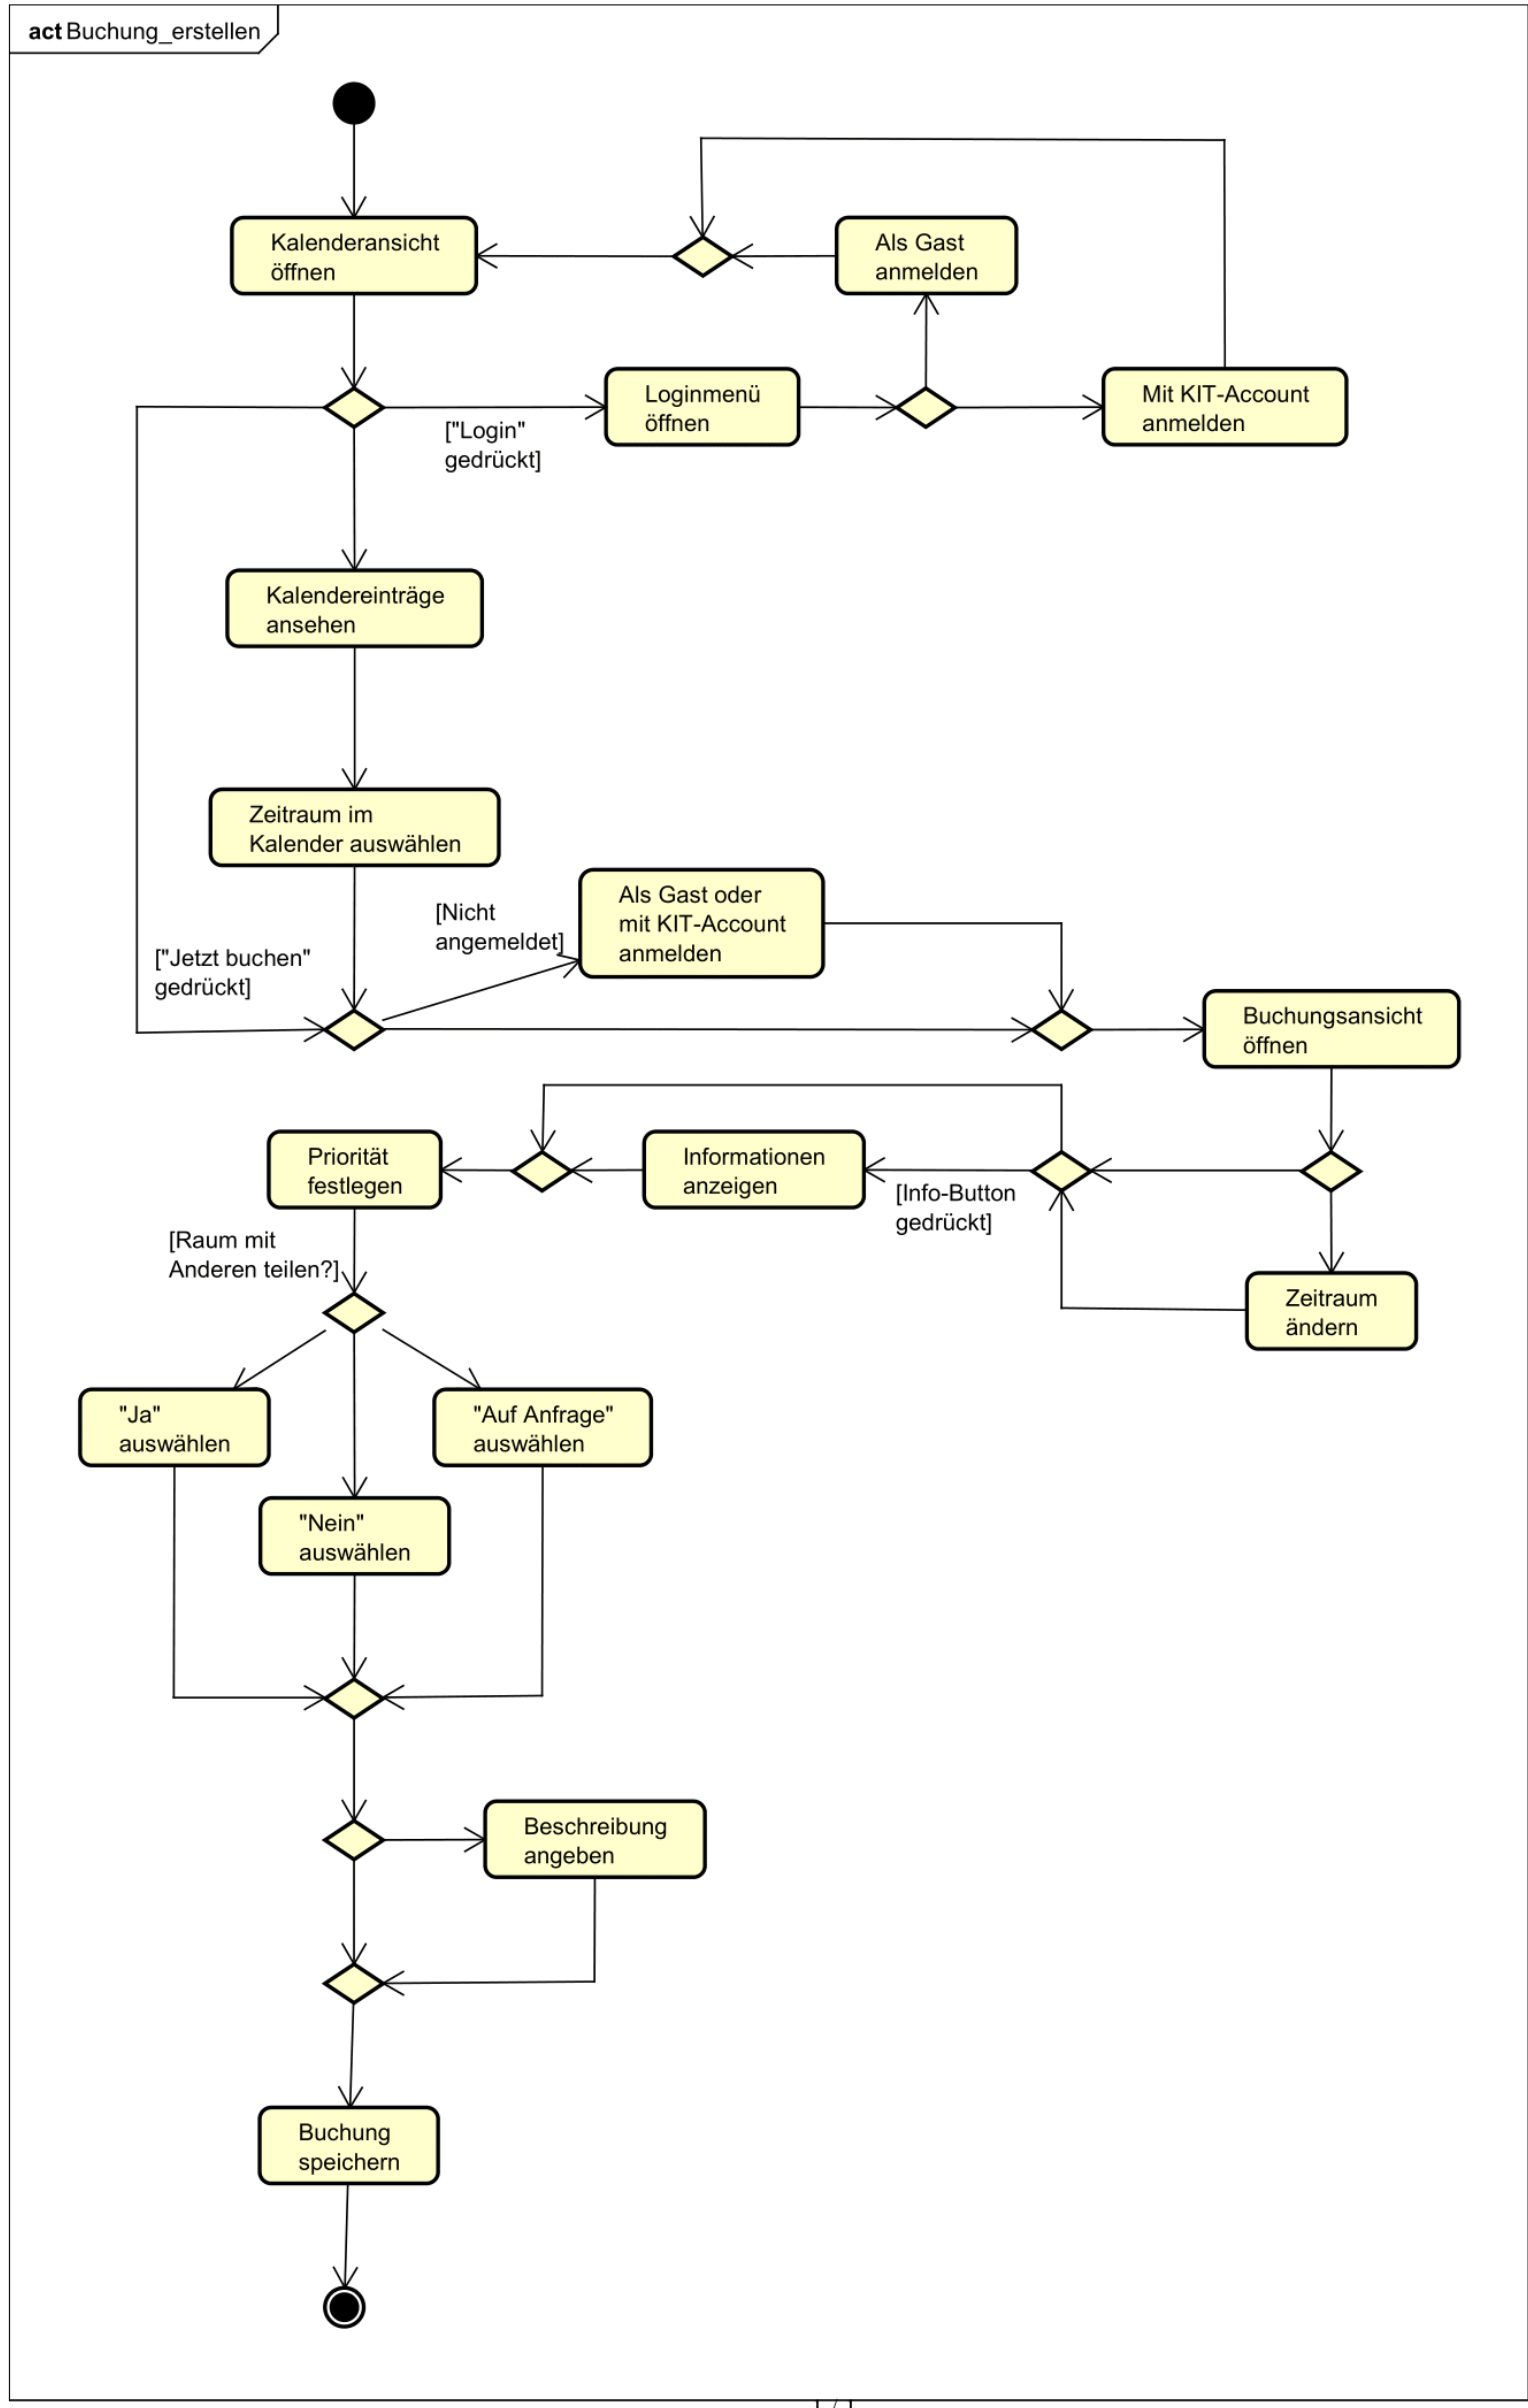 act Buchung_erstellen
Kalenderansicht
öffnen
Als Gast
anmelden
Loginmenü
öffnen
Mit KIT-Account
anmelden
["Login"
gedrückt]
Kalendereinträge
ansehen
Zeitraum im
Kalender auswählen
Als Gast oder
mit KIT-Account
anmelden
[Nicht
angemeldet]
["Jetzt buchen"
gedrückt]
Buchungsansicht
öffnen
Priorität
festlegen
Informationen
anzeigen
[Info-Button
gedrückt]
[Raum mit
Anderen teilen?]
Zeitraum
ändern
"Ja"
auswählen
"Auf Anfrage"
auswählen
"Nein"
auswählen
Beschreibung
angeben
Buchung
speichern